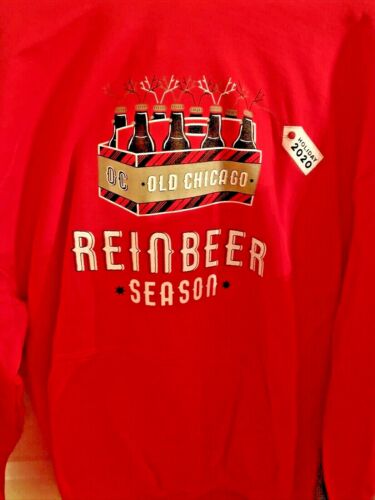 OC • OLD CHICAGO •
HOLIDAY
2020
REINBEER
* SEASON *